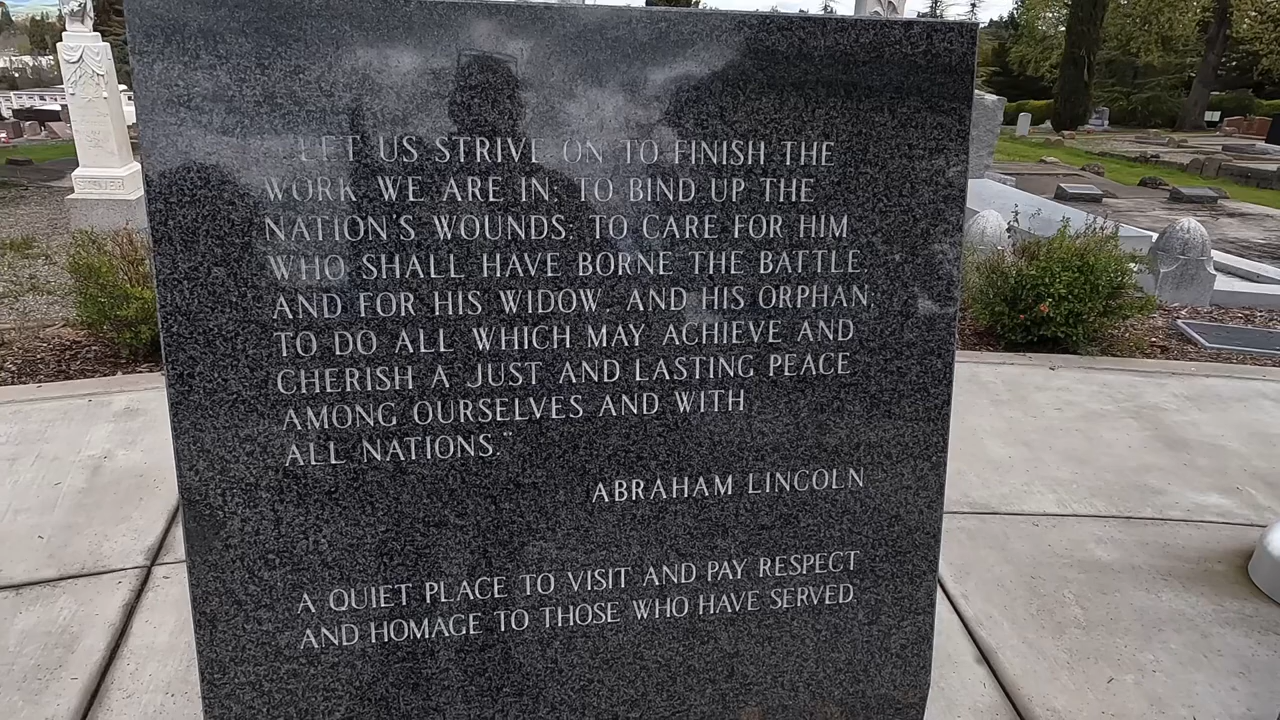 LET US STRIVE ON TO FINISH THE
WORK WE ARE IN; TO BIND UP THE
NATION'S WOUNDS; TO CARE FOR HIM
WHO SHALL HAVE BORNE THE BATTLE,
AND FOR HIS WIDOW, AND HIS ORPHAN;
TO DO ALL WHICH MAY ACHIEVE AND
CHERISH A JUST AND LASTING PEACE
AMONG OURSELVES AND WITH
ALL NATIONS."
ABRAHAM LINCOLN
A QUIET PLACE TO VISIT AND PAY RESPECT
AND HOMAGE TO THOSE WHO HAVE SERVED